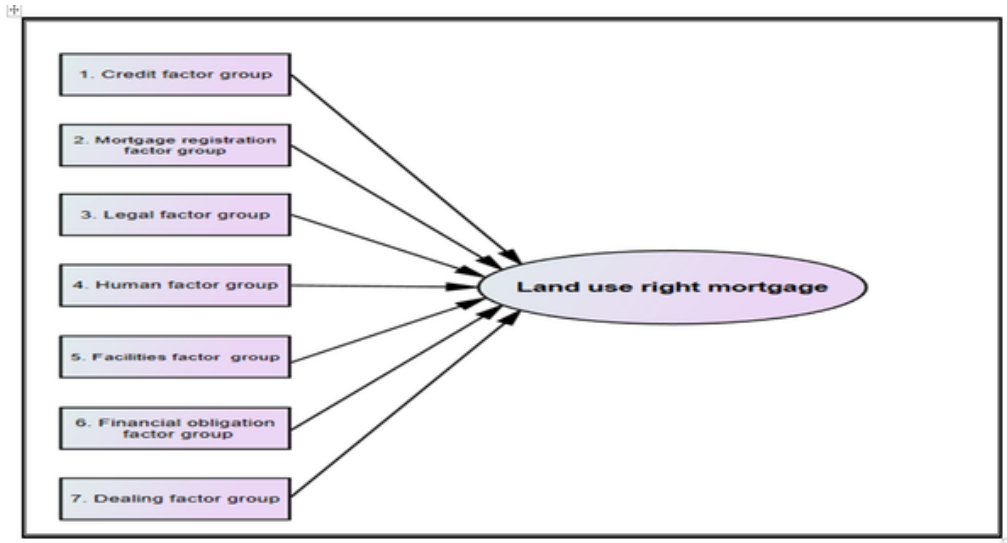 1. Credit factor group
2. Mortgage registration
factor group
3. Legal factor group
4. Human factor group
5. Facilities factor group
6. Financial obligation
factor group
7. Dealing factor group
Land use right mortgage